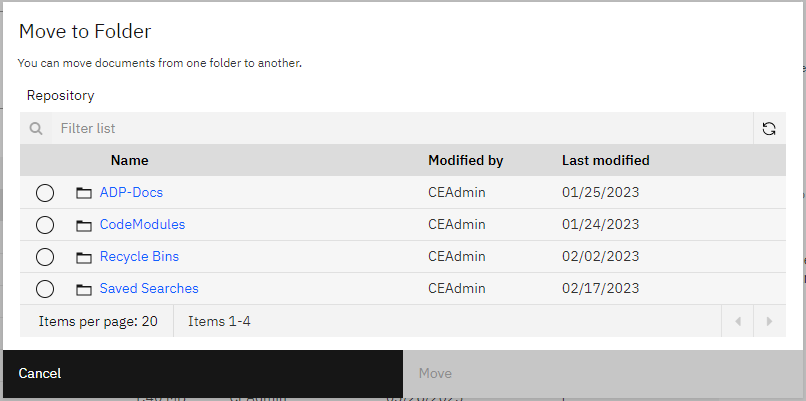 Move to Folder
You can move documents from one folder to another.
Repository
Filter list
Name Modified by Last modified
ADP-Docs CEAdmin 01/25/2023
CodeModules CEAdmin 01/24/2023
Recycle Bins CEAdmin 02/02/2023
Saved Searches CEAdmin 02/17/2023
Items per page: 20 Items 1-4
Cancel Move